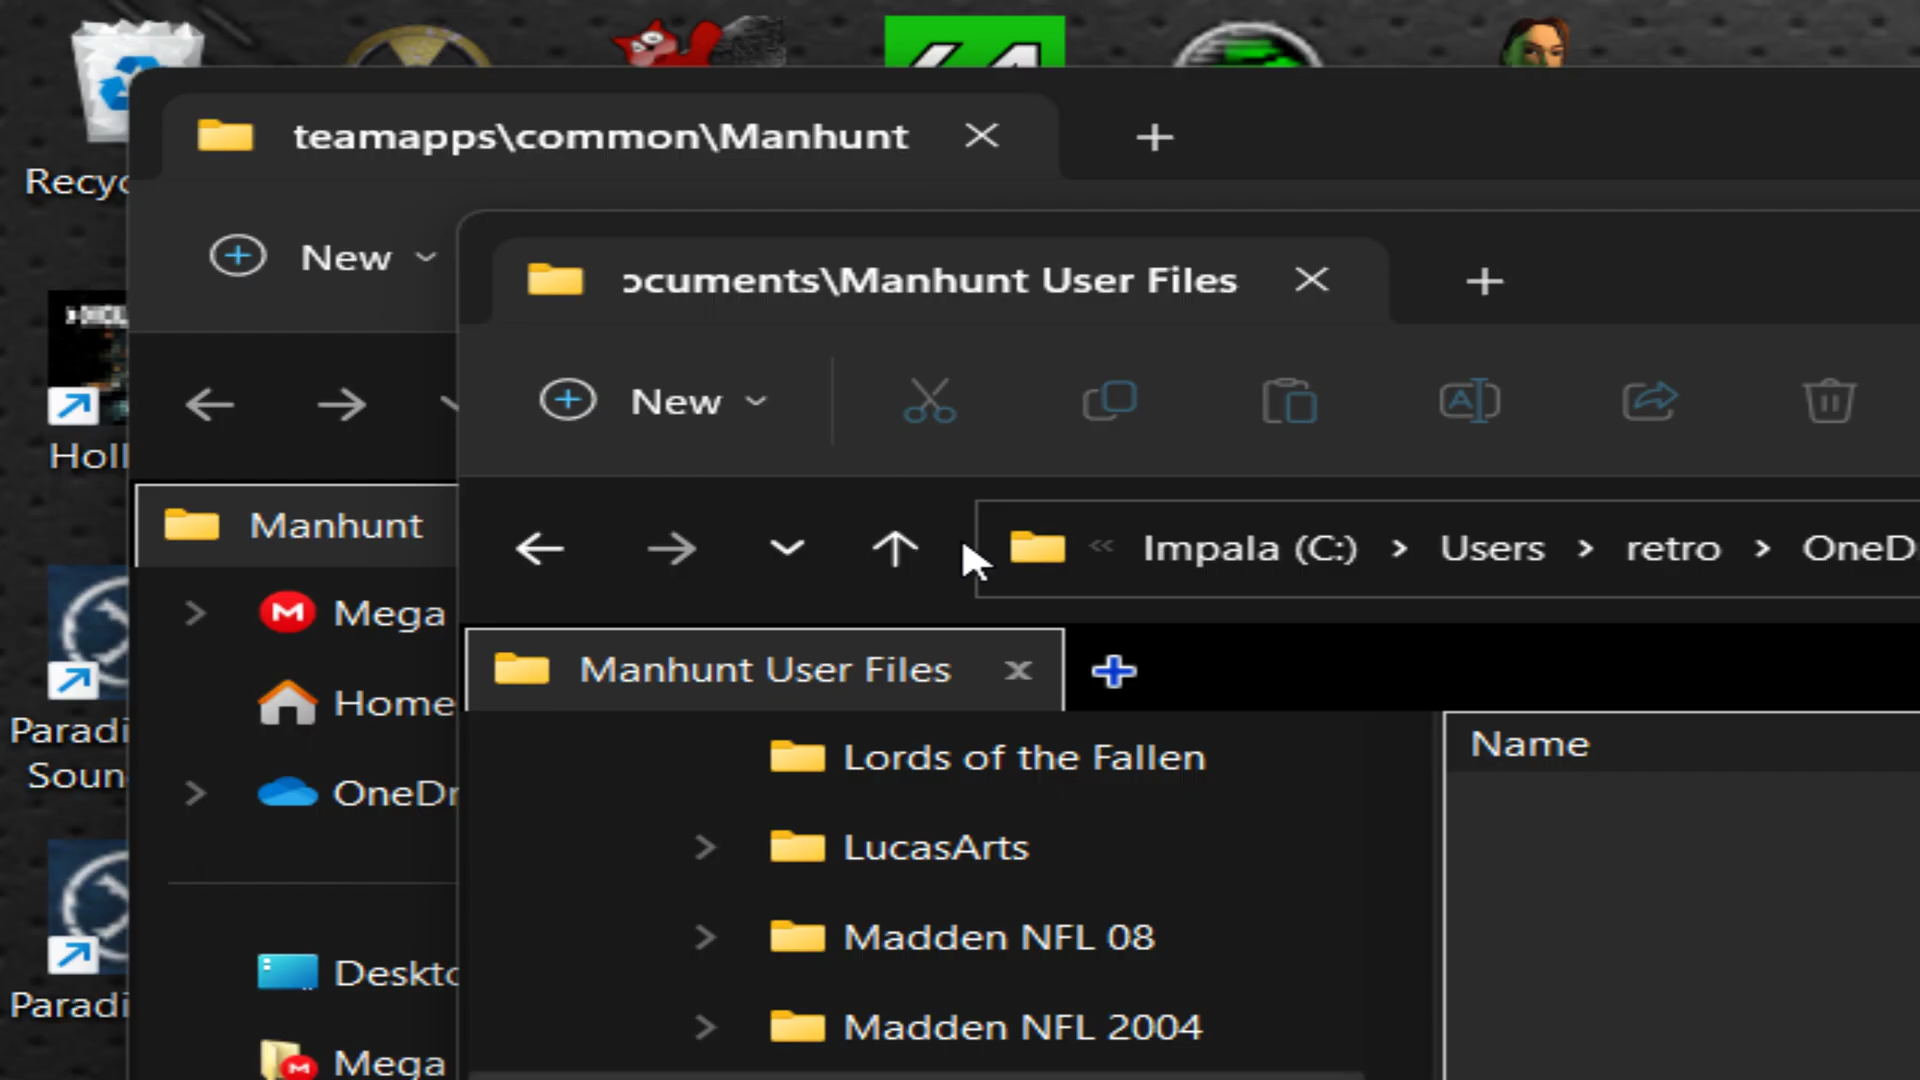 Recyc
teamapps\common\Manhunt
New
ocuments\Manhunt User Files
New
Holl
Manhunt
Impala (C:) › Users › retro › OneD
Mega
Manhunt User Files
Home
Lords of the Fallen
Name
Paradi
Soun
OneDr
LucasArts
Madden NFL 08
Deskto
Paradi
Madden NFL 2004
Mega